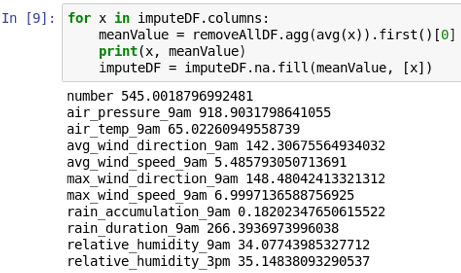 In [9]: for x in imputeDF.columns:
meanValue = removeAllDF.agg(avg(x)).first()[0]
print(x, meanValue)
imputeDF = imputeDF.na.fill(meanValue, [x])
number 545.0018796992481
air_pressure_9am 918.9031798641055
air_temp_9am 65.02260949558739
avg_wind_direction_9am 142.30675564934032
avg_wind_speed_9am 5.485793050713691
max_wind_direction_9am 148.48042413321312
max_wind_speed_9am 6.9997136588756925
rain_accumulation_9am 0.18202347650615522
rain_duration_9am 266.3936973996038
relative_humidity_9am 34.07743985327712
relative_humidity_3pm 35.14838093290537